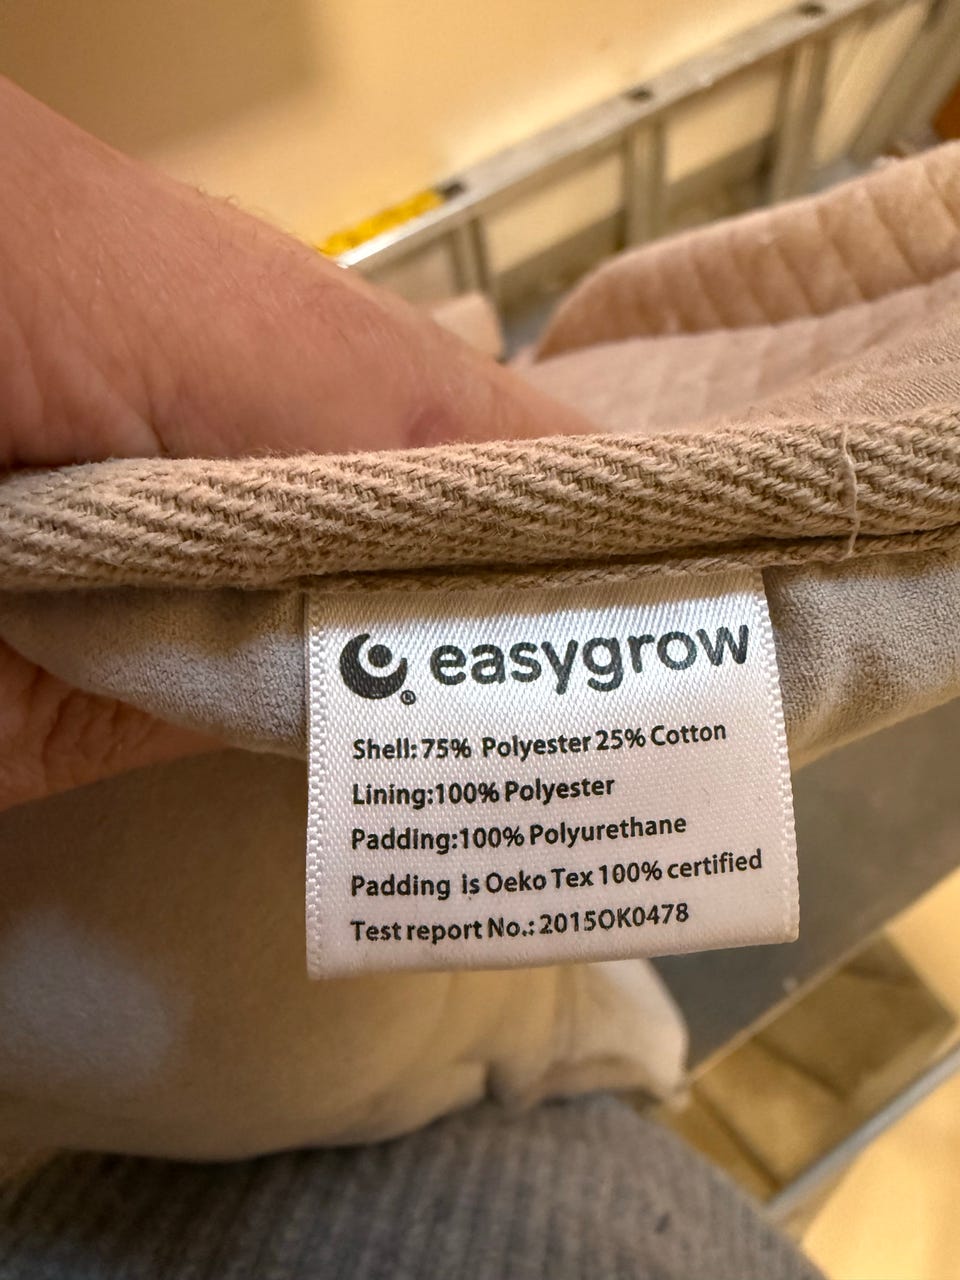 easygrow
®
Shell: 75% Polyester 25% Cotton
Lining:100% Polyester
Padding:100% Polyurethane
Padding is Oeko Tex 100% certified
Test report No.: 2015OK0478